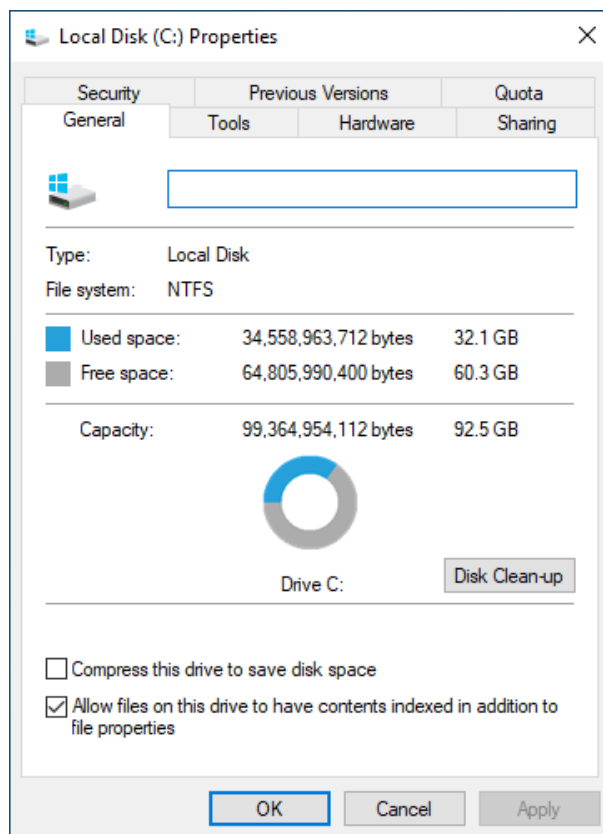 Local Disk (C:) Properties
Security Previous Versions Quota
General Tools Hardware Sharing
Type: Local Disk
File system: NTFS
Used space: 34,558,963,712 bytes 32.1 GB
Free space: 64,805,990,400 bytes 60.3 GB
Capacity: 99,364,954,112 bytes 92.5 GB
Drive C: Disk Clean-up
Compress this drive to save disk space
Allow files on this drive to have contents indexed in addition to
file properties
OK Cancel Apply